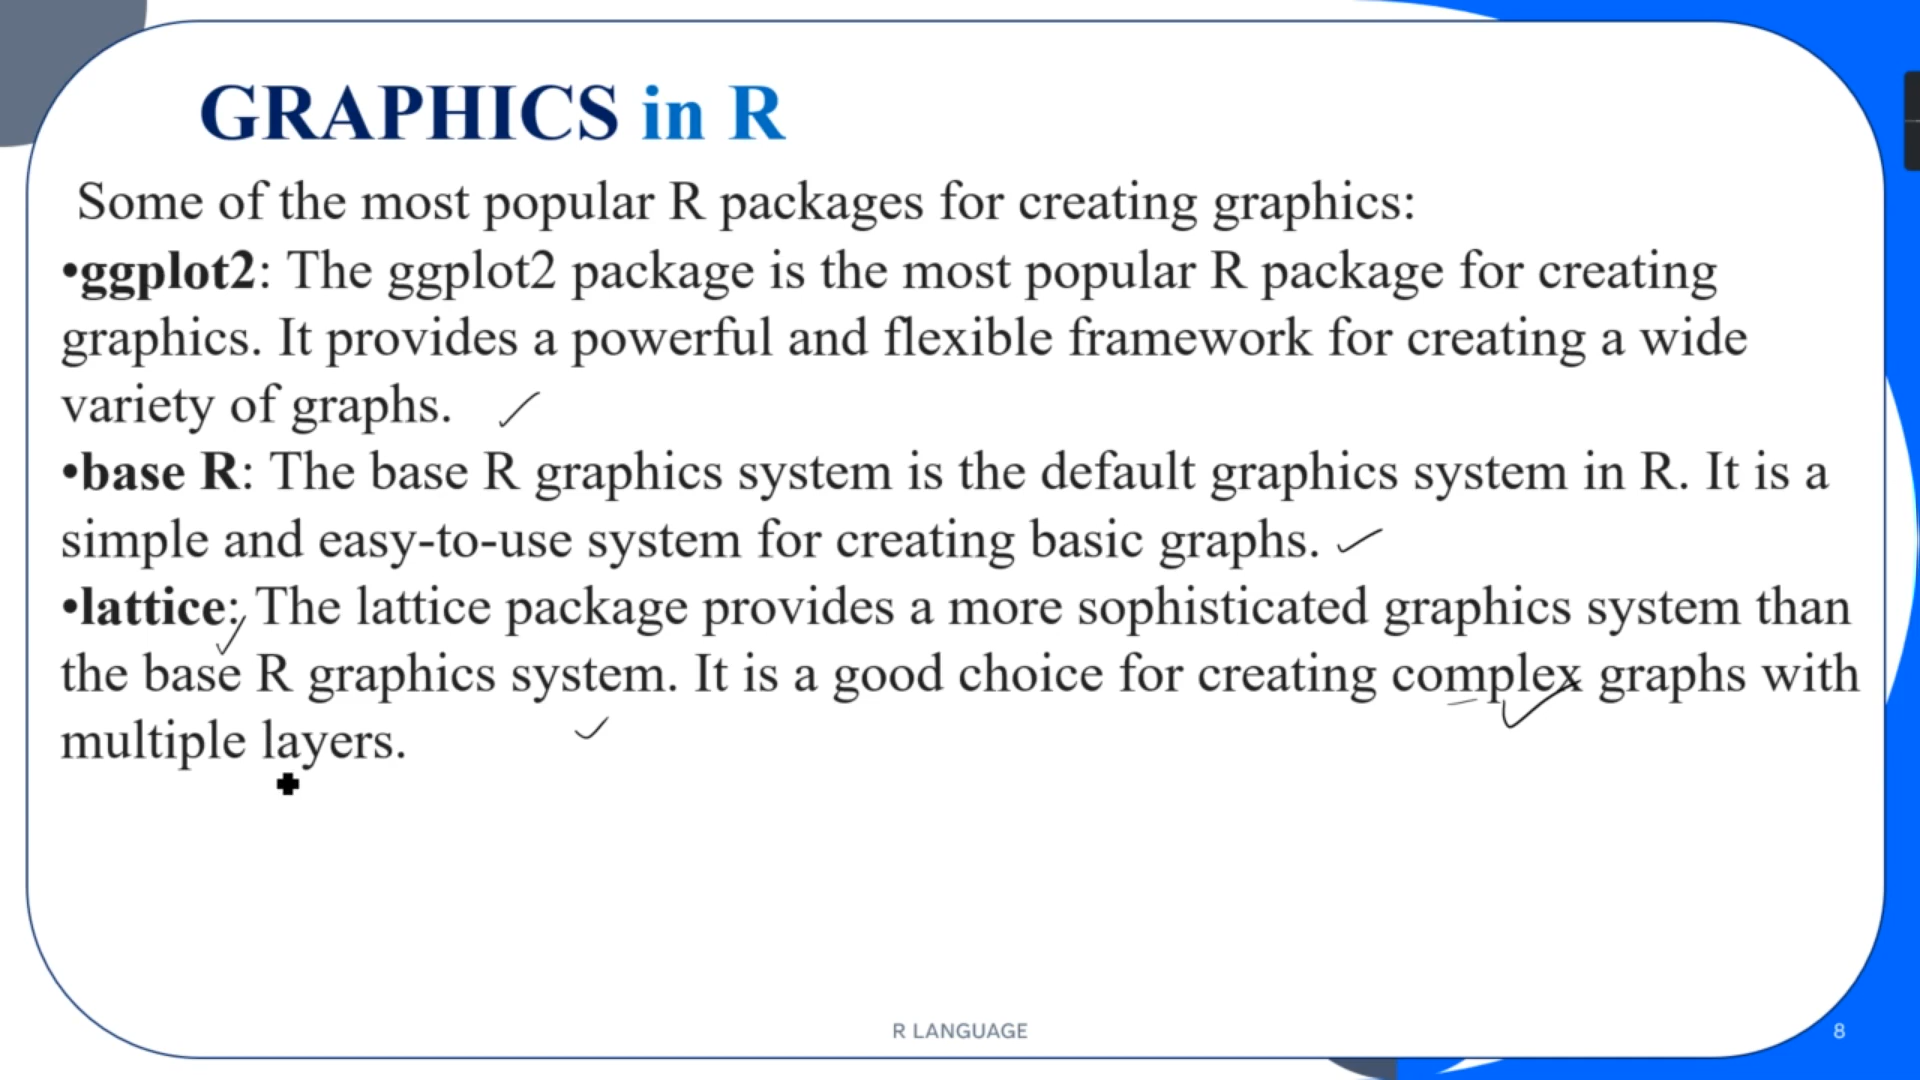 GRAPHICS in R
Some of the most popular R packages for creating graphics:
•ggplot2: The ggplot2 package is the most popular R package for creating
graphics. It provides a powerful and flexible framework for creating a wide
variety of graphs.
•base R: The base R graphics system is the default graphics system in R. It is a
simple and easy-to-use system for creating basic graphs.
•lattice: The lattice package provides a more sophisticated graphics system than
the base R graphics system. It is a good choice for creating complex graphs with
multiple layers.
R LANGUAGE
8